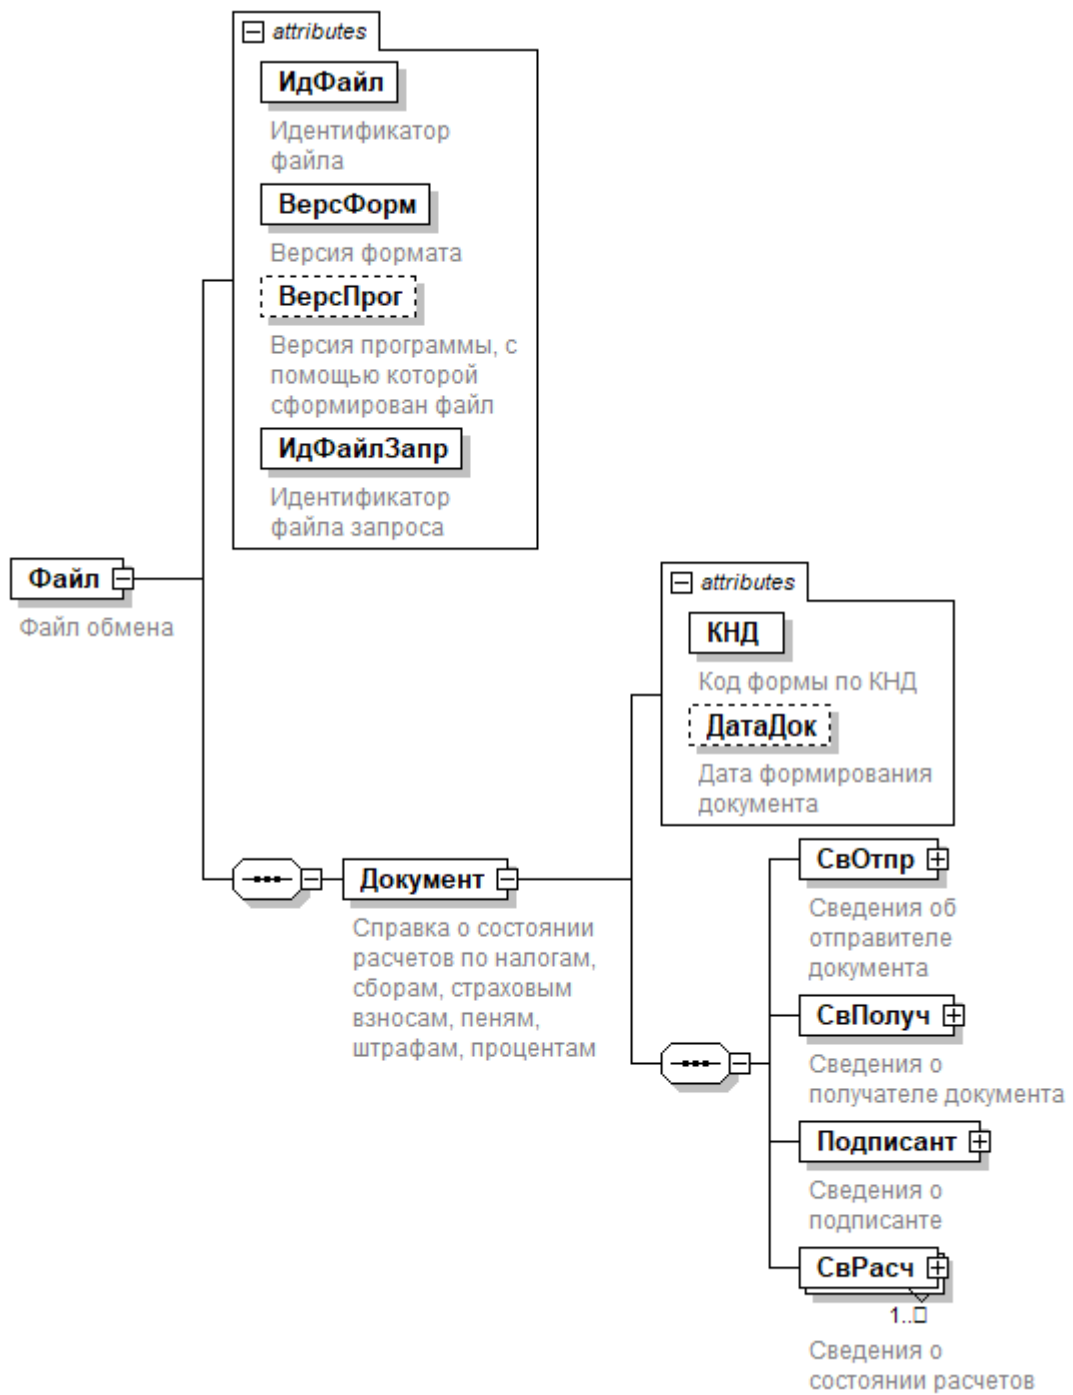 attributes
ИдФайл
Идентификатор
файла
ВерсФорм
Версия формата
ВерсПрог
Версия программы, с
помощью которой
сформирован файл
ИдФайлЗапр
Идентификатор
файла запроса
Файл
Файл обмена
attributes
КНД
Код формы по КНД
ДатаДок
Дата формирования
документа
Документ
Справка о состоянии
расчетов по налогам,
сборам, страховым
взносам, пеням,
штрафам, процентам
СвОтпр
Сведения об
отправителе
документа
СвПолуч
Сведения о
получателе документа
Подписант
Сведения о
подписанте
СвРасч
1..□
Сведения о
состоянии расчетов